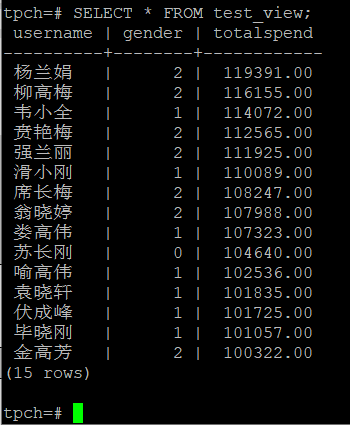 tpch=# SELECT * FROM test_view;
 username | gender | totalspend
----------+--------+------------
 杨兰娟   |      2 |  119391.00
 柳高梅   |      2 |  116155.00
 韦小全   |      1 |  114072.00
 贲艳梅   |      2 |  112565.00
 强兰丽   |      2 |  111925.00
 滑小刚   |      1 |  110089.00
 席长梅   |      2 |  108247.00
 翁晓婷   |      2 |  107988.00
 娄高伟   |      1 |  107323.00
 苏长刚   |      0 |  104640.00
 喻高伟   |      1 |  102536.00
 袁晓轩   |      1 |  101835.00
 伏成峰   |      1 |  101725.00
 毕晓刚   |      1 |  101057.00
 金高芳   |      2 |  100322.00
(15 rows)
tpch=#